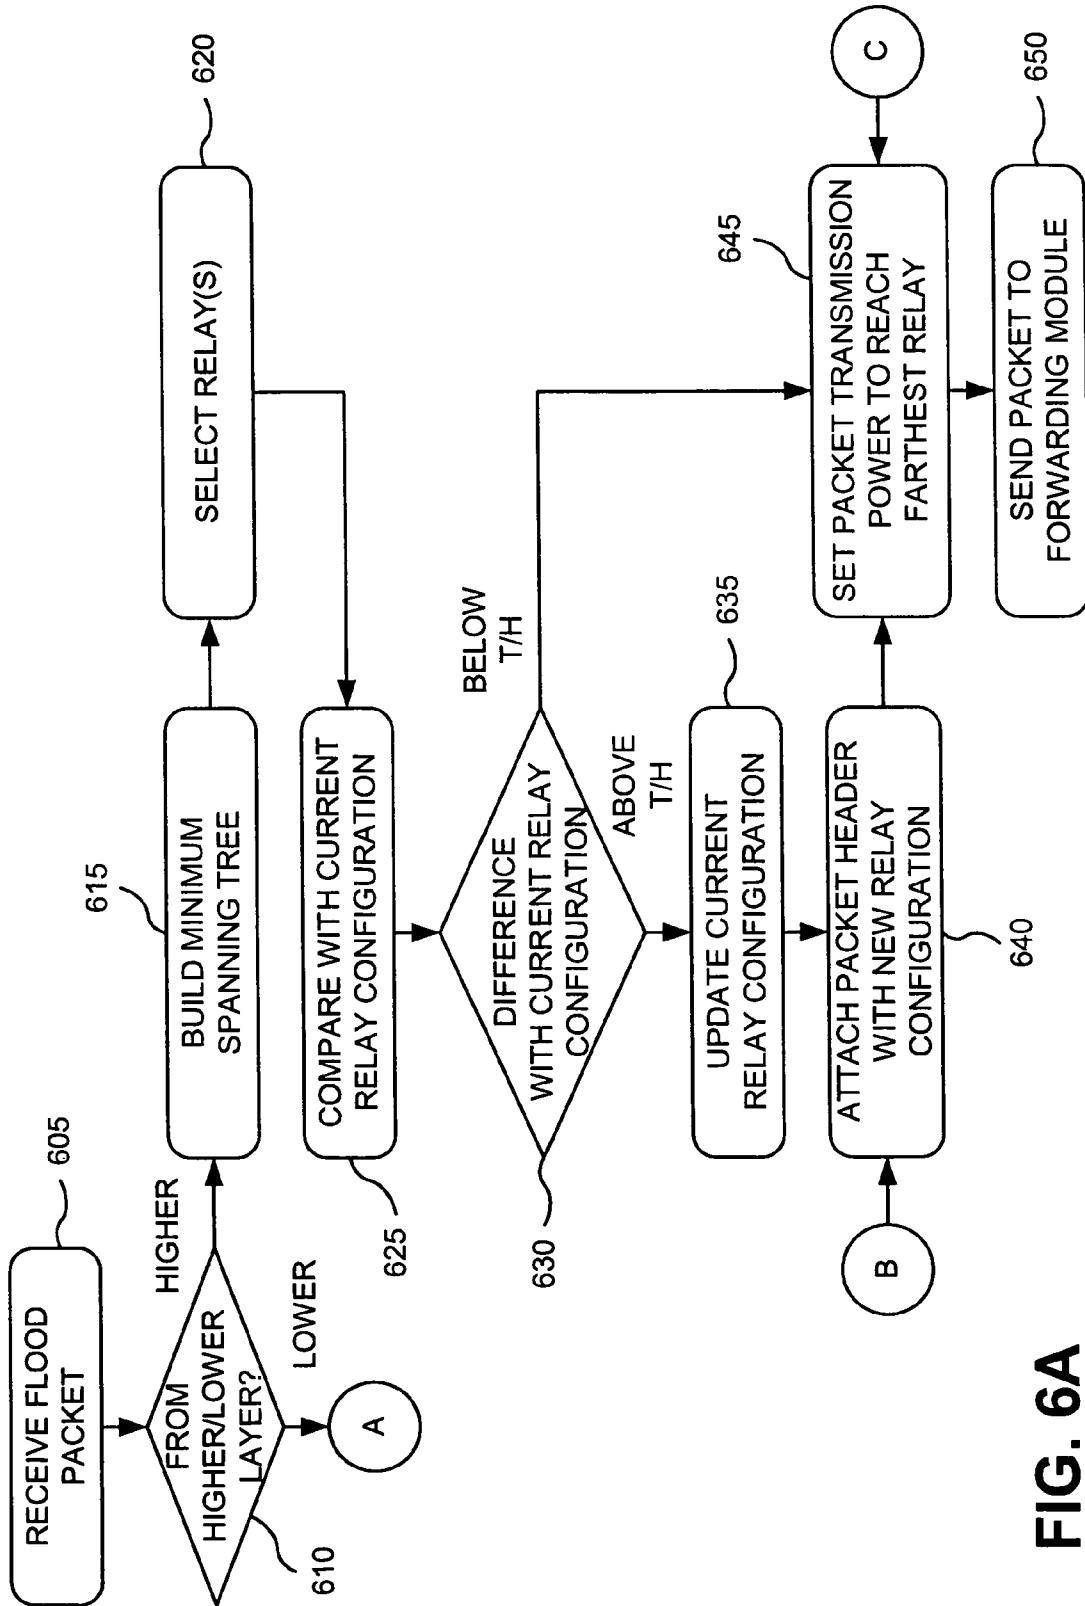 605
RECEIVE FLOOD
PACKET
FROM
HIGHER/LOWER
LAYER?
610
HIGHER
LOWER
A
615
BUILD MINIMUM
SPANNING TREE
620
SELECT RELAY(S)
COMPARE WITH CURRENT
RELAY CONFIGURATION
625
DIFFERENCE
WITH CURRENT RELAY
CONFIGURATION
630
BELOW
T/H
ABOVE
T/H
635
UPDATE CURRENT
RELAY CONFIGURATION
B
ATTACH PACKET HEADER
WITH NEW RELAY
CONFIGURATION
640
645
SET PACKET TRANSMISSION
POWER TO REACH
FARTHEST RELAY
C
SEND PACKET TO
FORWARDING MODULE
650
FIG. 6A